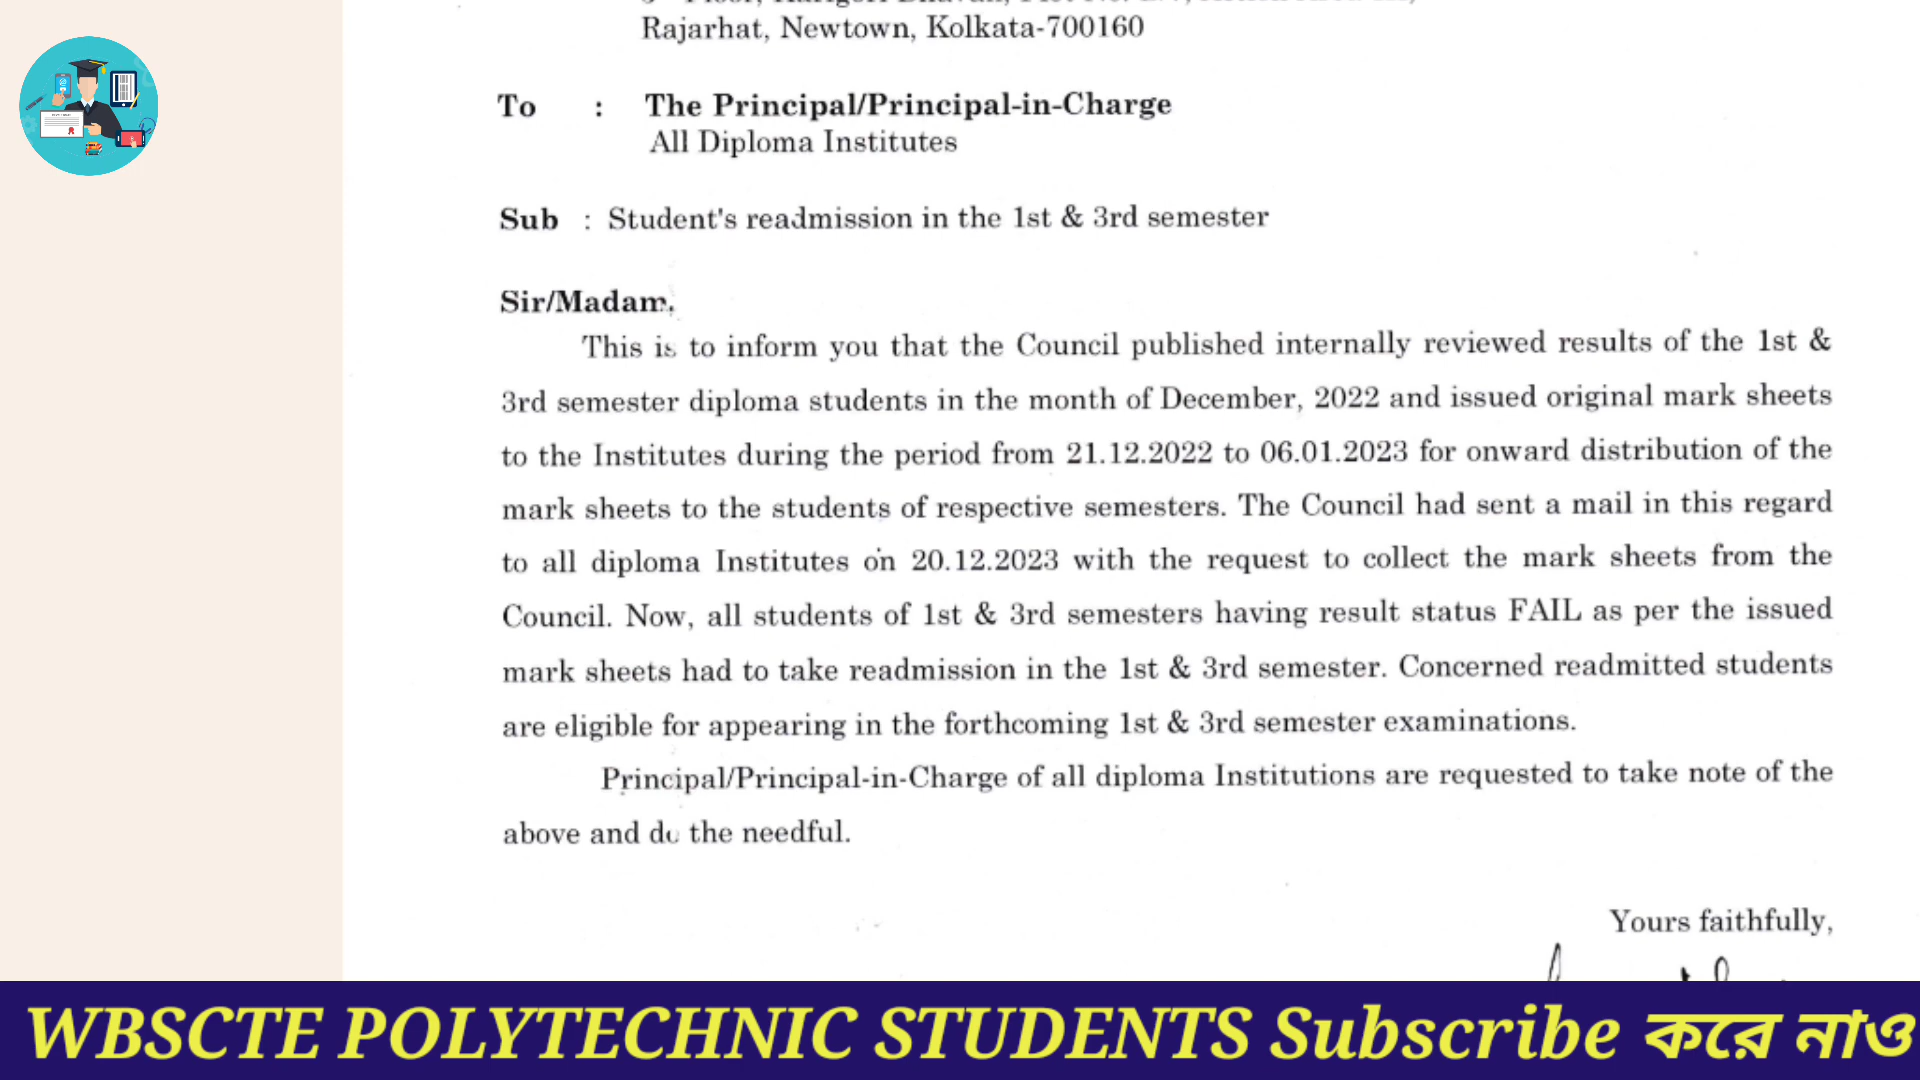 Rajarhat, Newtown, Kolkata-700160
To : The Principal/Principal-in-Charge
All Diploma Institutes
Sub : Student's readmission in the 1st & 3rd semester
Sir/Madam,
This is to inform you that the Council published internally reviewed results of the 1st &
3rd semester diploma students in the month of December, 2022 and issued original mark sheets
to the Institutes during the period from 21.12.2022 to 06.01.2023 for onward distribution of the
mark sheets to the students of respective semesters. The Council had sent a mail in this regard
to all diploma Institutes on 20.12.2023 with the request to collect the mark sheets from the
Council. Now, all students of 1st & 3rd semesters having result status FAIL as per the issued
mark sheets had to take readmission in the 1st & 3rd semester. Concerned readmitted students
are eligible for appearing in the forthcoming 1st & 3rd semester examinations.
Principal/Principal-in-Charge of all diploma Institutions are requested to take note of the
above and do the needful.
Yours faithfully,
WBSCTE POLYTECHNIC STUDENTS Subscribe করে নাও